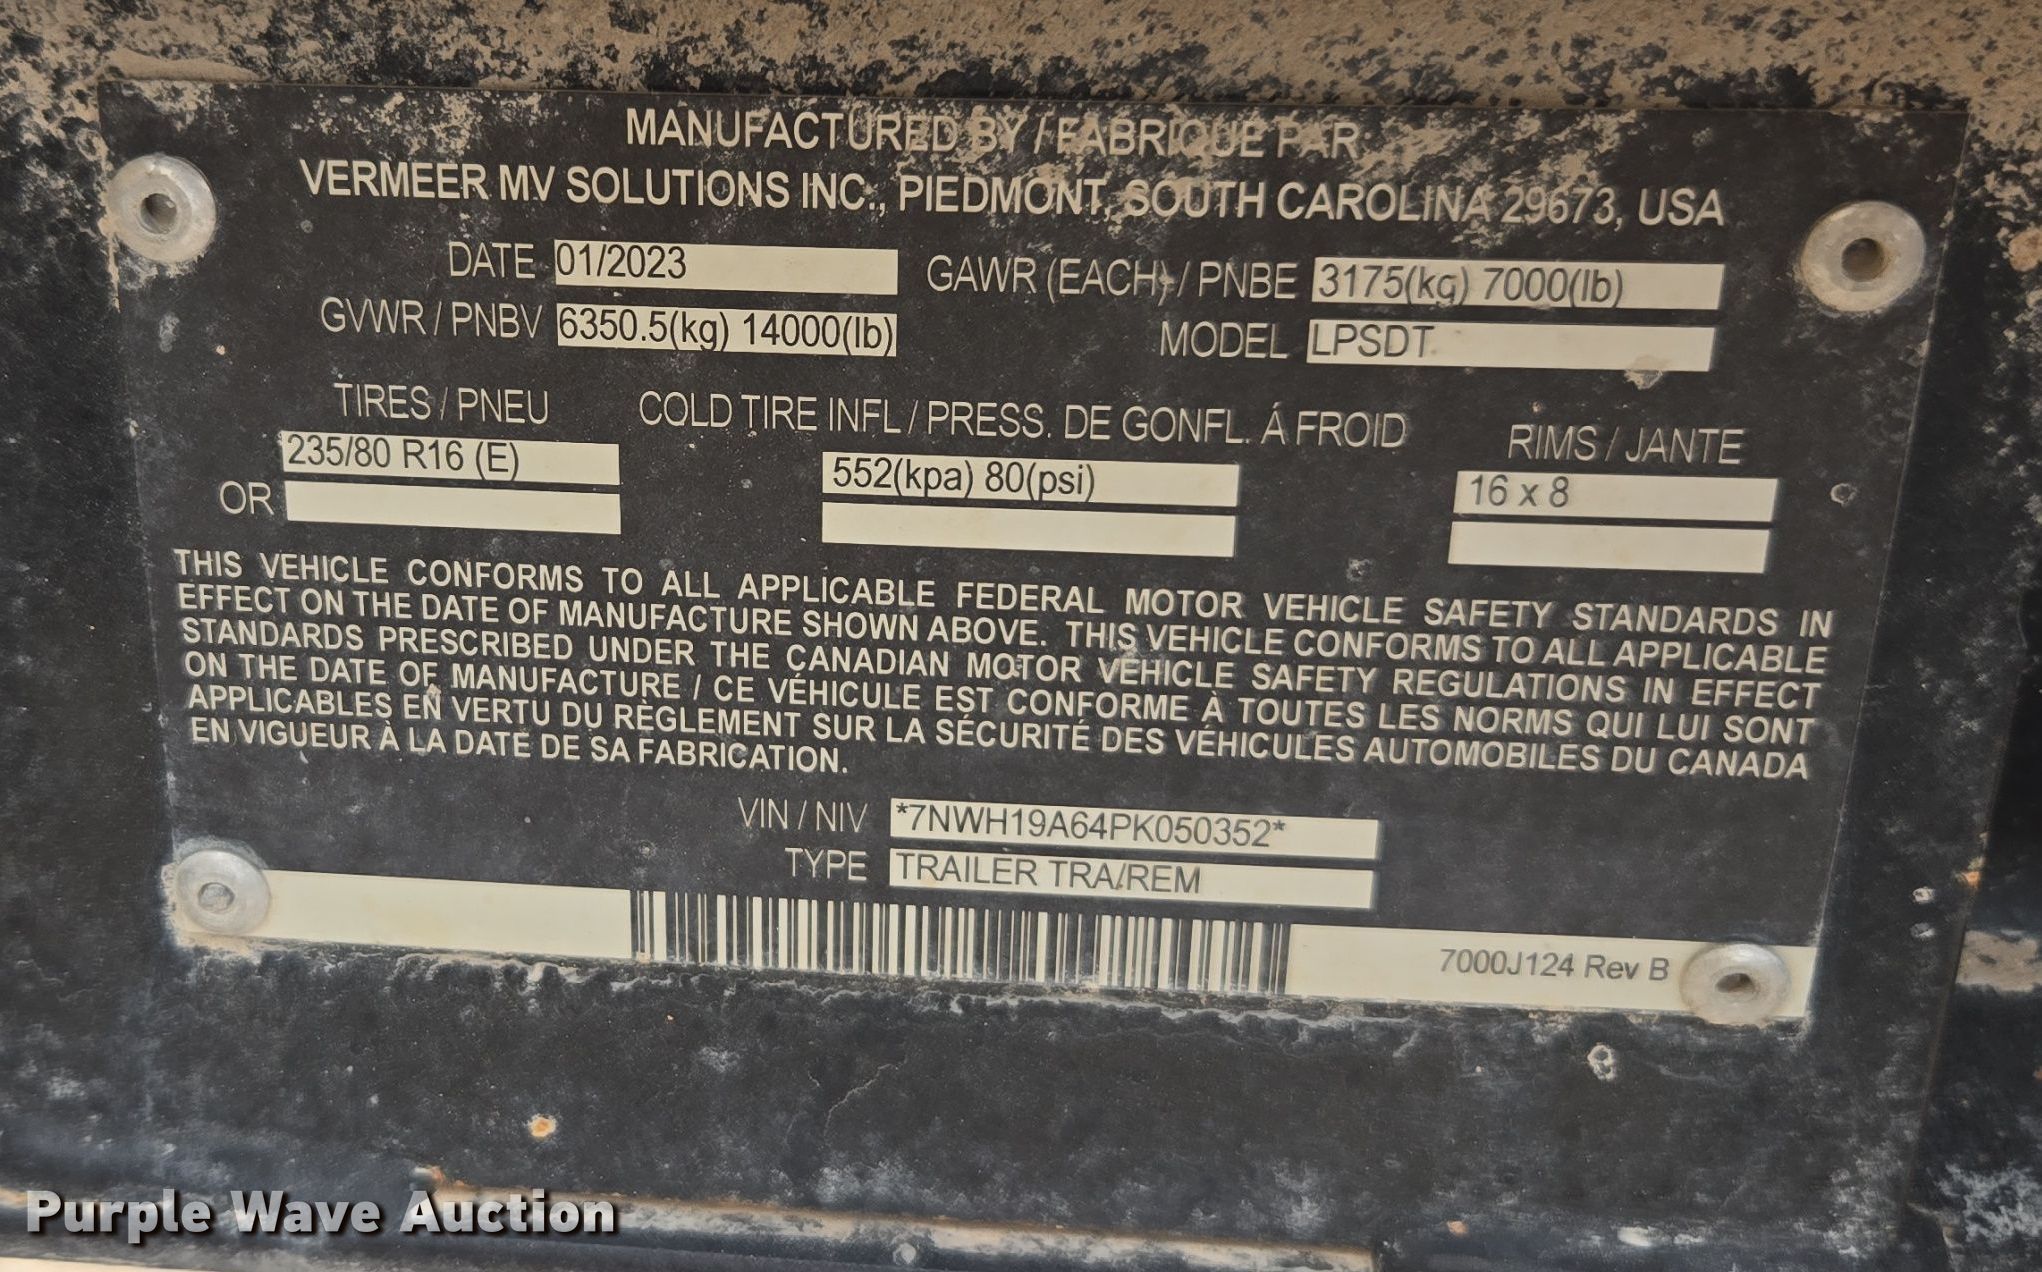 MANUFACTURED BY / FABRIQUE PAR:
VERMEER MV SOLUTIONS INC., PIEDMONT, SOUTH CAROLINA 29673, USA
DATE 01/2023 GAWR (EACH) / PNBE 3175(kg) 7000(lb)
GVWR / PNBV 6350.5(kg) 14000(lb) MODEL LPSDT
TIRES / PNEU COLD TIRE INFL / PRESS. DE GONFL. Á FROID RIMS / JANTE
235/80 R16 (E) 552(kpa) 80(psi) 16 x 8
OR
THIS VEHICLE CONFORMS TO ALL APPLICABLE FEDERAL MOTOR VEHICLE SAFETY STANDARDS IN
EFFECT ON THE DATE OF MANUFACTURE SHOWN ABOVE. THIS VEHICLE CONFORMS TO ALL APPLICABLE
STANDARDS PRESCRIBED UNDER THE CANADIAN MOTOR VEHICLE SAFETY REGULATIONS IN EFFECT
ON THE DATE OF MANUFACTURE / CE VÉHICULE EST CONFORME À TOUTES LES NORMS QUI LUI SONT
APPLICABLES EN VERTU DU RÈGLEMENT SUR LA SÉCURITÉ DES VÉHICULES AUTOMOBILES DU CANADA
EN VIGUEUR À LA DATE DE SA FABRICATION.
VIN / NIV *7NWH19A64PK050352*
TYPE TRAILER TRA/REM
7000J124 Rev B
Purple Wave Auction